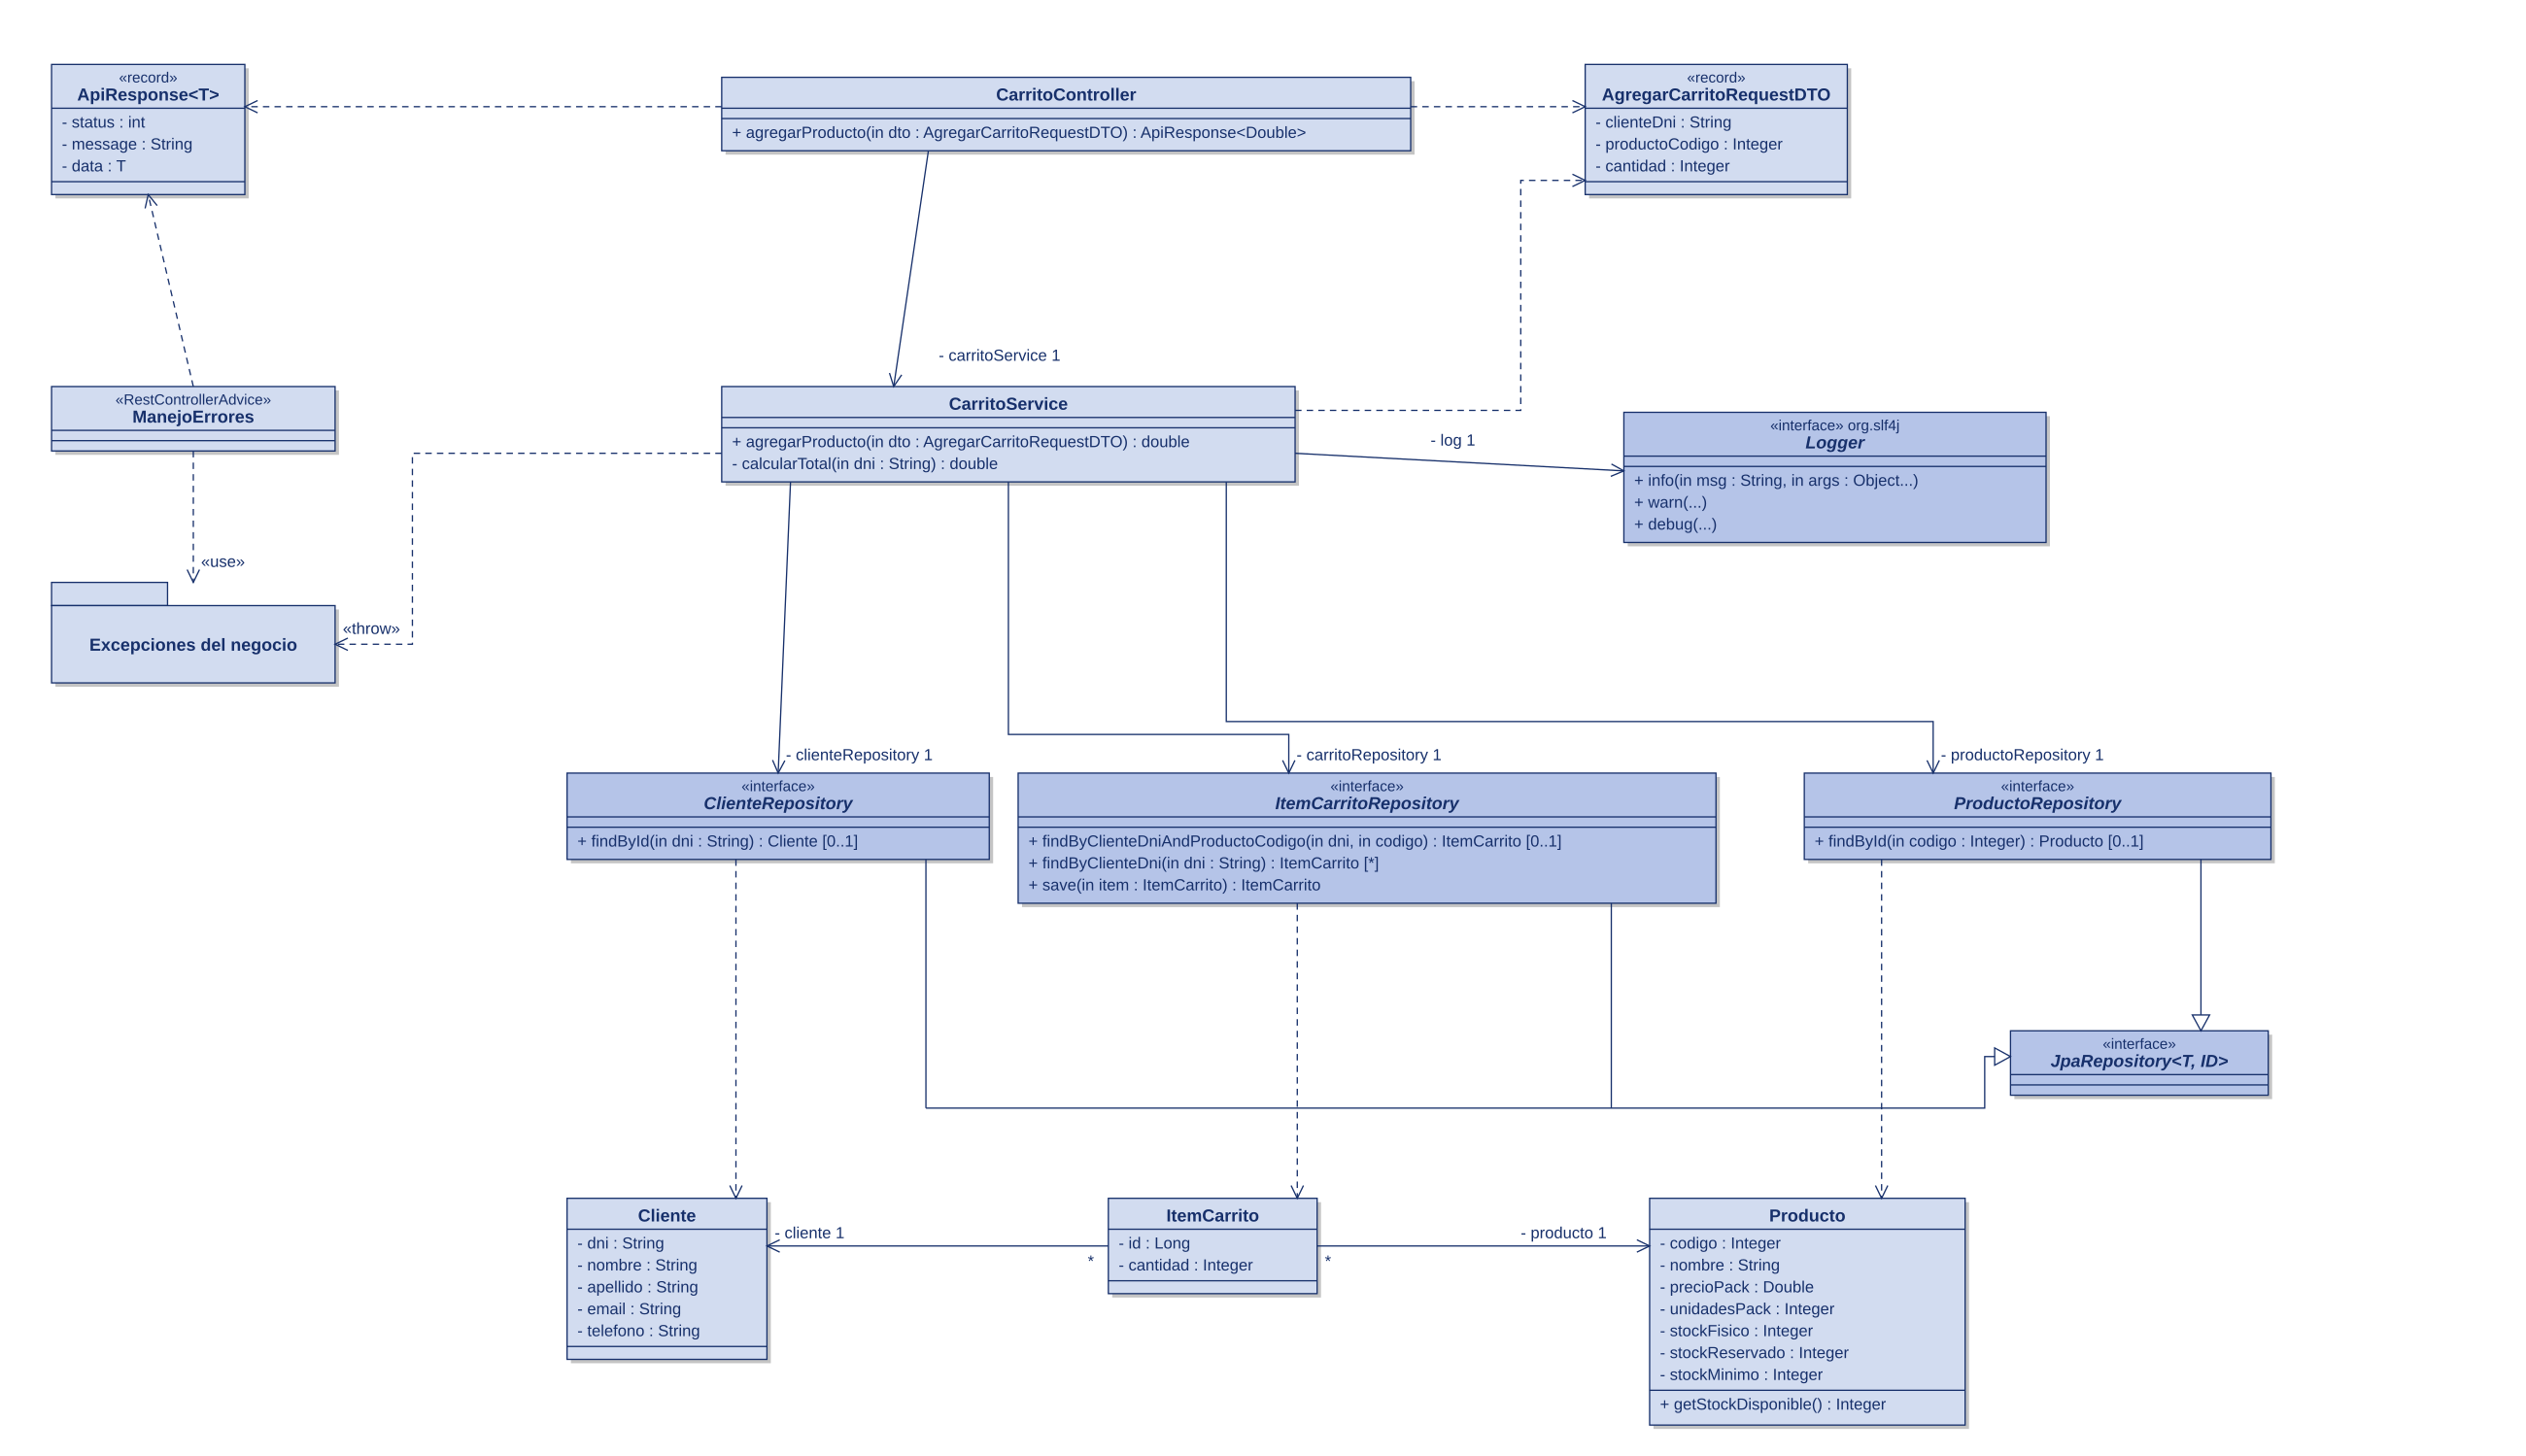 «record»
ApiResponse<T>
- status : int
- message : String
- data : T
CarritoController
+ agregarProducto(in dto : AgregarCarritoRequestDTO) : ApiResponse<Double>
«record»
AgregarCarritoRequestDTO
- clienteDni : String
- productoCodigo : Integer
- cantidad : Integer
- carritoService 1
«RestControllerAdvice»
ManejoErrores
CarritoService
+ agregarProducto(in dto : AgregarCarritoRequestDTO) : double
- calcularTotal(in dni : String) : double
- log 1
«interface» org.slf4j
Logger
+ info(in msg : String, in args : Object...)
+ warn(...)
+ debug(...)
«use»
«throw»
Excepciones del negocio
- clienteRepository 1
- carritoRepository 1
- productoRepository 1
«interface»
ClienteRepository
+ findById(in dni : String) : Cliente [0..1]
«interface»
ItemCarritoRepository
+ findByClienteDniAndProductoCodigo(in dni, in codigo) : ItemCarrito [0..1]
+ findByClienteDni(in dni : String) : ItemCarrito [*]
+ save(in item : ItemCarrito) : ItemCarrito
«interface»
ProductoRepository
+ findById(in codigo : Integer) : Producto [0..1]
«interface»
JpaRepository<T, ID>
Cliente
- dni : String
- nombre : String
- apellido : String
- email : String
- telefono : String
- cliente 1
*
ItemCarrito
- id : Long
- cantidad : Integer
- producto 1
*
Producto
- codigo : Integer
- nombre : String
- precioPack : Double
- unidadesPack : Integer
- stockFisico : Integer
- stockReservado : Integer
- stockMinimo : Integer
+ getStockDisponible() : Integer